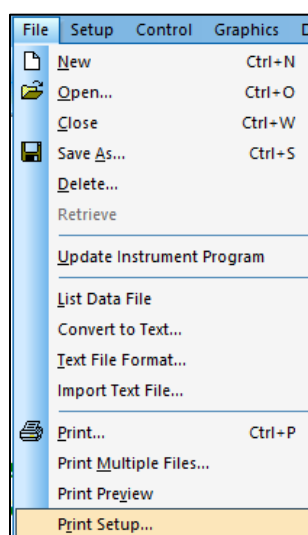 File Setup Control Graphics
New Ctrl+N
Open... Ctrl+O
Close Ctrl+W
Save As... Ctrl+S
Delete...
Retrieve
Update Instrument Program
List Data File
Convert to Text...
Text File Format...
Import Text File...
Print... Ctrl+P
Print Multiple Files...
Print Preview
Print Setup...